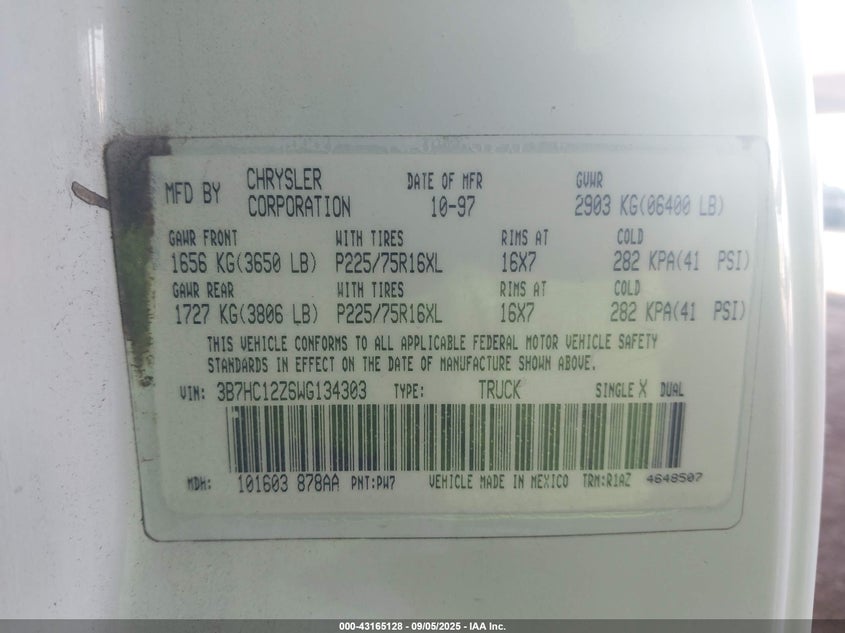 MFD BY CHRYSLER CORPORATION DATE OF MFR 10-97 GVWR 2903 KG(06400 LB)
GAWR FRONT WITH TIRES RIMS AT COLD
1656 KG(3650 LB) P225/75R16XL 16X7 282 KPA(41 PSI)
GAWR REAR WITH TIRES RIMS AT COLD
1727 KG(3806 LB) P225/75R16XL 16X7 282 KPA(41 PSI)
THIS VEHICLE CONFORMS TO ALL APPLICABLE FEDERAL MOTOR VEHICLE SAFETY
STANDARDS IN EFFECT ON THE DATE OF MANUFACTURE SHOWN ABOVE.
VIN: 3B7HC12Z6WG134303 TYPE: TRUCK SINGLE X DUAL
MDH: 101603 878AA PNT:PW7 VEHICLE MADE IN MEXICO TRM:R1AZ 4648507
000-43165128 - 09/05/2025 - IAA Inc.